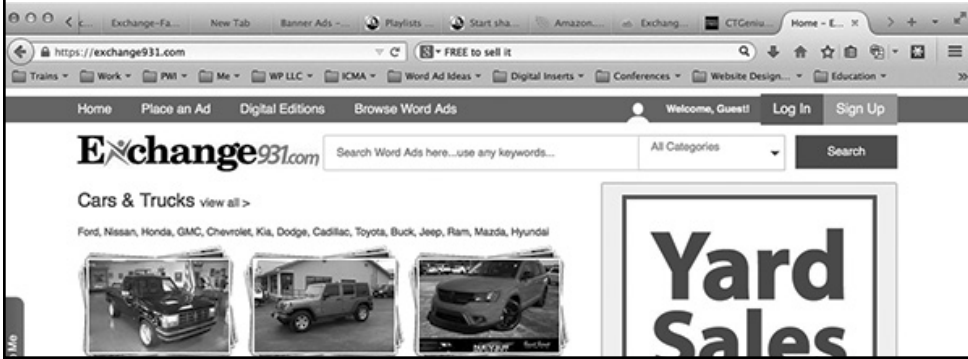 c... Exchange-Fa... New Tab Banner Ads –... Playlists ... Start sha... Amazon.... Exchang... CTGeniu... Home – E... ×
https://exchange931.com FREE to sell it
Trains Work PWI Me WP LLC ICMA Word Ad Ideas Digital Inserts Conferences Website Design... Education
Home Place an Ad Digital Editions Browse Word Ads Welcome, Guest! Log In Sign Up
Exchange931.com Search Word Ads here...use any keywords... All Categories Search
Cars & Trucks view all >
Ford, Nissan, Honda, GMC, Chevrolet, Kia, Dodge, Cadillac, Toyota, Buck, Jeep, Ram, Mazda, Hyundai
Yard
Sales
Me